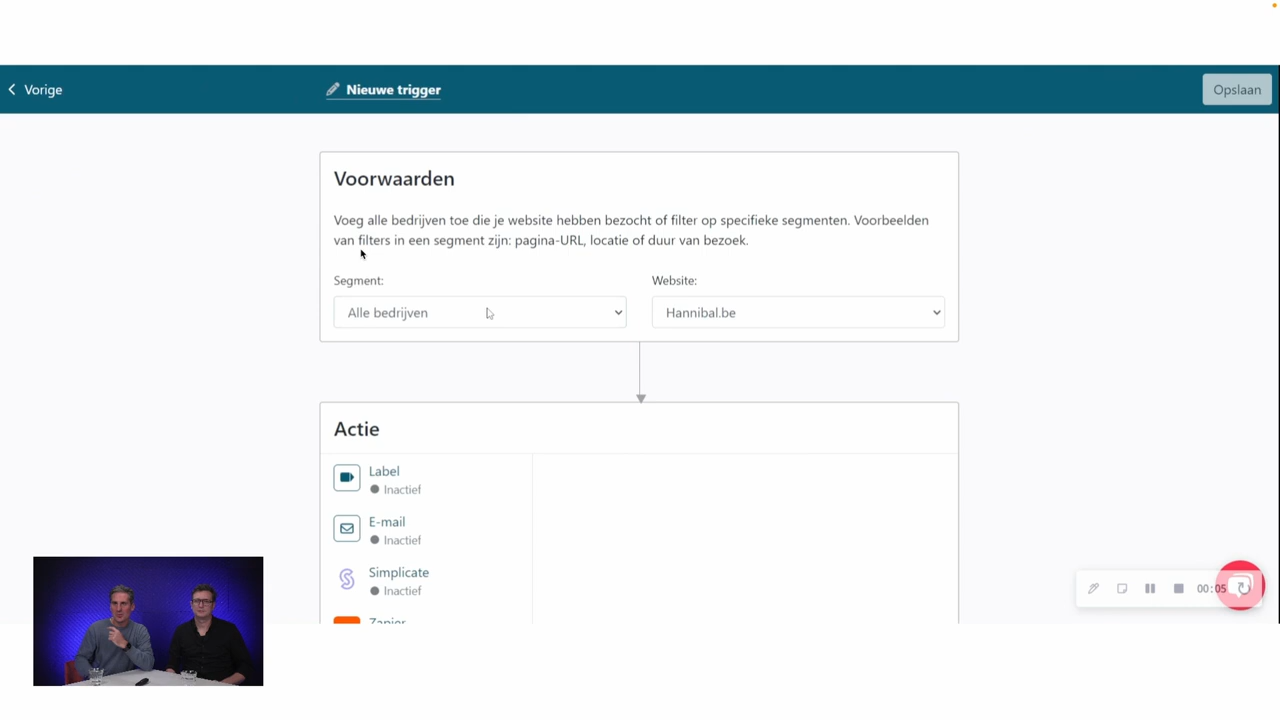 Vorige
Nieuwe trigger
Opslaan
Voorwaarden
Voeg alle bedrijven toe die je website hebben bezocht of filter op specifieke segmenten. Voorbeelden
van filters in een segment zijn: pagina-URL, locatie of duur van bezoek.
Segment:
Website:
Alle bedrijven
Hannibal.be
Actie
Label
Inactief
E-mail
Inactief
Simplicate
Inactief
Zapier
00:05